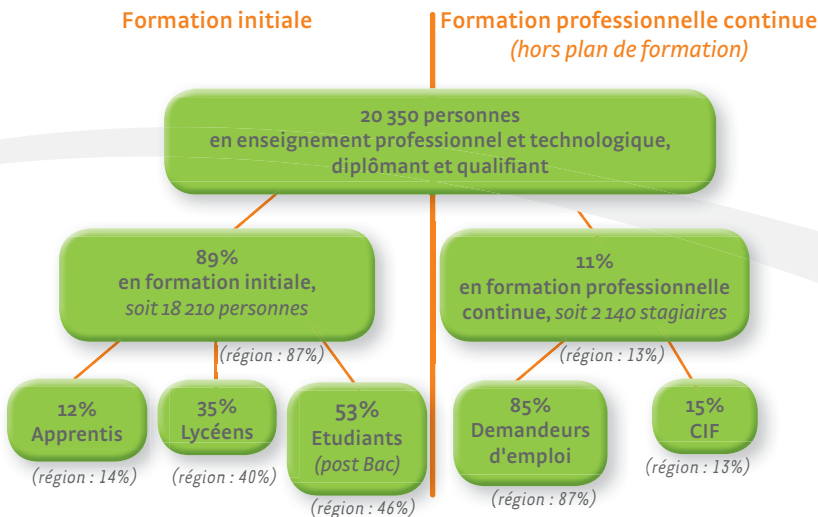 Formation initiale
Formation professionnelle continue
(hors plan de formation)
20 350 personnes
en enseignement professionnel et technologique,
diplômant et qualifiant
89%
en formation initiale,
soit 18 210 personnes
(région : 87%)
11%
en formation professionnelle
continue, soit 2 140 stagiaires
(région : 13%)
12%
Apprentis
(région : 14%)
35%
Lycéens
(région : 40%)
53%
Etudiants
(post Bac)
(région : 46%)
85%
Demandeurs
d'emploi
(région : 87%)
15%
CIF
(région : 13%)